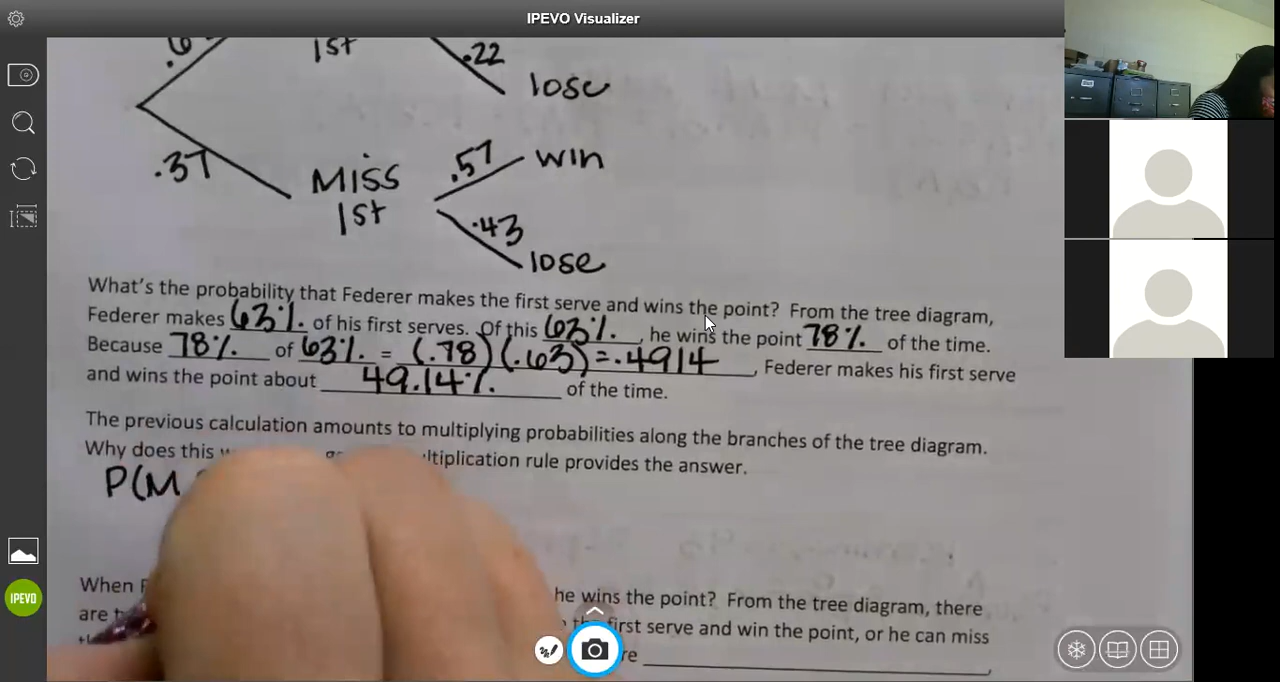 IPEVO Visualizer
.6
1st
.22
lose
.37
MISS
1st
.57
win
.43
lose
What's the probability that Federer makes the first serve and wins the point? From the tree diagram,
Federer makes 63%. of his first serves. Of this 63%. , he wins the point 78%. of the time.
Because 78%. of 63%. = (.78)(.63) = .4914 , Federer makes his first serve
and wins the point about 49.14%. of the time.
The previous calculation amounts to multiplying probabilities along the branches of the tree diagram.
Why does this multiplication rule provides the answer.
P(M
When he wins the point? From the tree diagram, there
are first serve and win the point, or he can miss
IPEVO